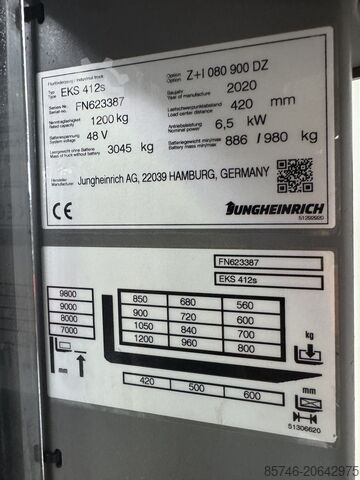 Flurförderzeug / Industrial truck
Typ
Type
EKS 412s
Option
Option
Z+I 080 900 DZ
Serien Nr.
Serial no.
FN623387
Baujahr
Year of manufacture
2020
Nenntragfähigkeit
Rated capacity
1200 kg
Lastschwerpunktabstand
Load center distance
420 mm
Batteriespannung
System voltage
48 V
Antriebsleistung
6,5 kW
Leergewicht ohne Batterie
Mass of truck without battery
3045 kg
Batteriegewicht min/max
Battery mass min/max
886 / 980 kg
Hersteller
Manufacturer
Jungheinrich AG, 22039 HAMBURG, GERMANY
CE
JUNGHEINRICH
51292920
FN623387
EKS 412s
9800 850 680 560
9000 900 720 600
8000 1050 840 700
7000 1200 960 800
kg
420 500 600
mm
51306620
85746-20642975